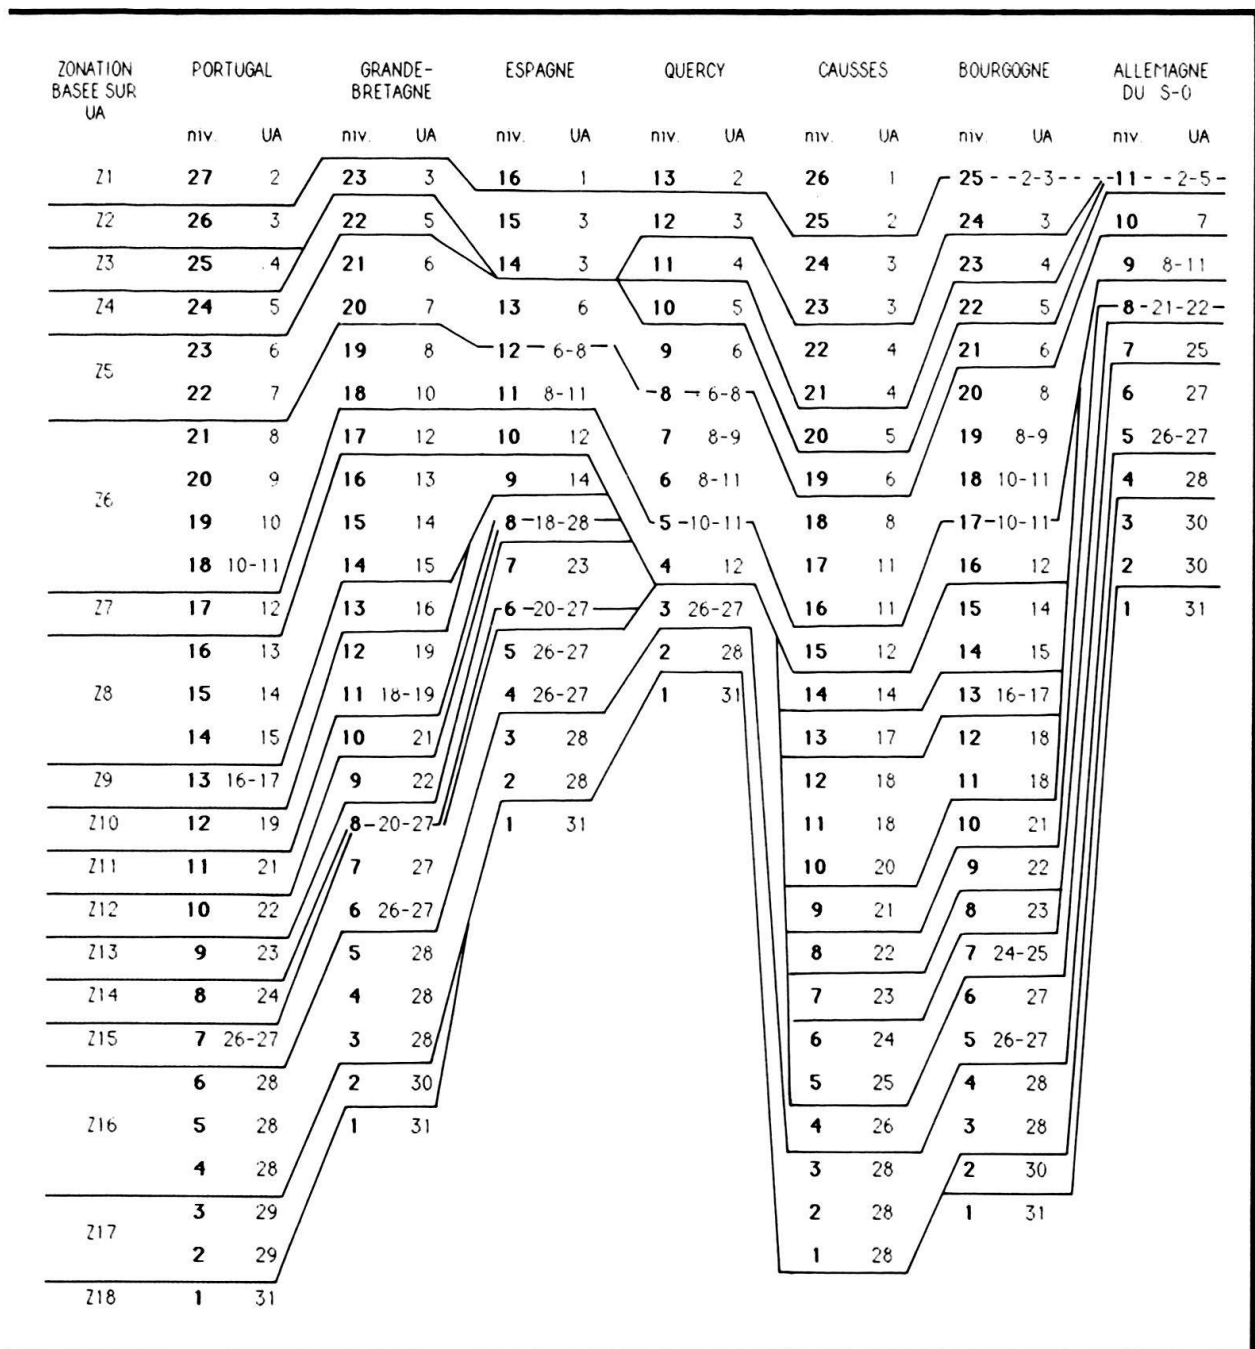 ZONATION PORTUGAL GRANDE- ESPAGNE QUERCY CAUSSES BOURGOGNE ALLEMAGNE
BASEE SUR BRETAGNE DU S-O
UA
niv. UA niv. UA niv. UA niv. UA niv. UA niv. UA niv. UA
Z1 27 2 23 3 16 1 13 2 26 1 25 2-3 11 2-5
Z2 26 3 22 5 15 3 12 3 25 2 24 3 10 7
Z3 25 4 21 6 14 3 11 4 24 3 23 4 9 8-11
Z4 24 5 20 7 13 6 10 5 23 3 22 5 8-21-22
23 6 19 8 12 6-8 9 6 22 4 21 6 7 25
Z5
22 7 18 10 11 8-11 8 6-8 21 4 20 8 6 27
21 8 17 12 10 12 7 8-9 20 5 19 8-9 5 26-27
20 9 16 13 9 14 6 8-11 19 6 18 10-11 4 28
Z6
19 10 15 14 8-18-28 5-10-11 18 8 17-10-11 3 30
18 10-11 14 15 7 23 4 12 17 11 16 12 2 30
Z7 17 12 13 16 6-20-27 3 26-27 16 11 15 14 1 31
16 13 12 19 5 26-27 2 28 15 12 14 15
Z8 15 14 11 18-19 4 26-27 1 31 14 14 13 16-17
14 15 10 21 3 28 13 17 12 18
Z9 13 16-17 9 22 2 28 12 18 11 18
Z10 12 19 8-20-27 1 31 11 18 10 21
Z11 11 21 7 27 10 20 9 22
Z12 10 22 6 26-27 9 21 8 23
Z13 9 23 5 28 8 22 7 24-25
Z14 8 24 4 28 7 23 6 27
Z15 7 26-27 3 28 6 24 5 26-27
6 28 2 30 5 25 4 28
Z16 5 28 1 31 4 26 3 28
4 28 3 28 2 30
3 29 2 28 1 31
Z17
2 29 1 28
Z18 1 31